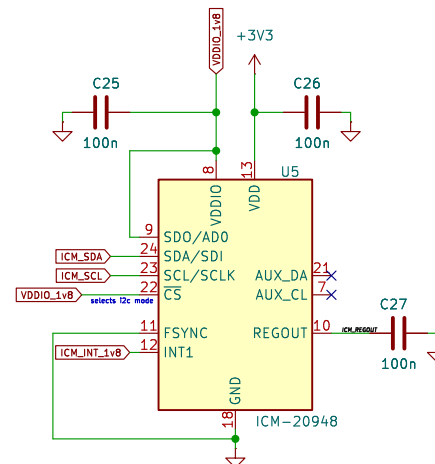 VDDIO_1v8
+3V3
C25
100n
C26
100n
U5
8
VDDIO
13
VDD
9
SDO/AD0
ICM_SDA
24
SDA/SDI
ICM_SCL
23
SCL/SCLK
VDDIO_1v8
22
CS
selects i2c mode
11
FSYNC
ICM_INT_1v8
12
INT1
AUX_DA
21
AUX_CL
7
REGOUT
10
ICM_REGOUT
C27
100n
GND
18
ICM-20948